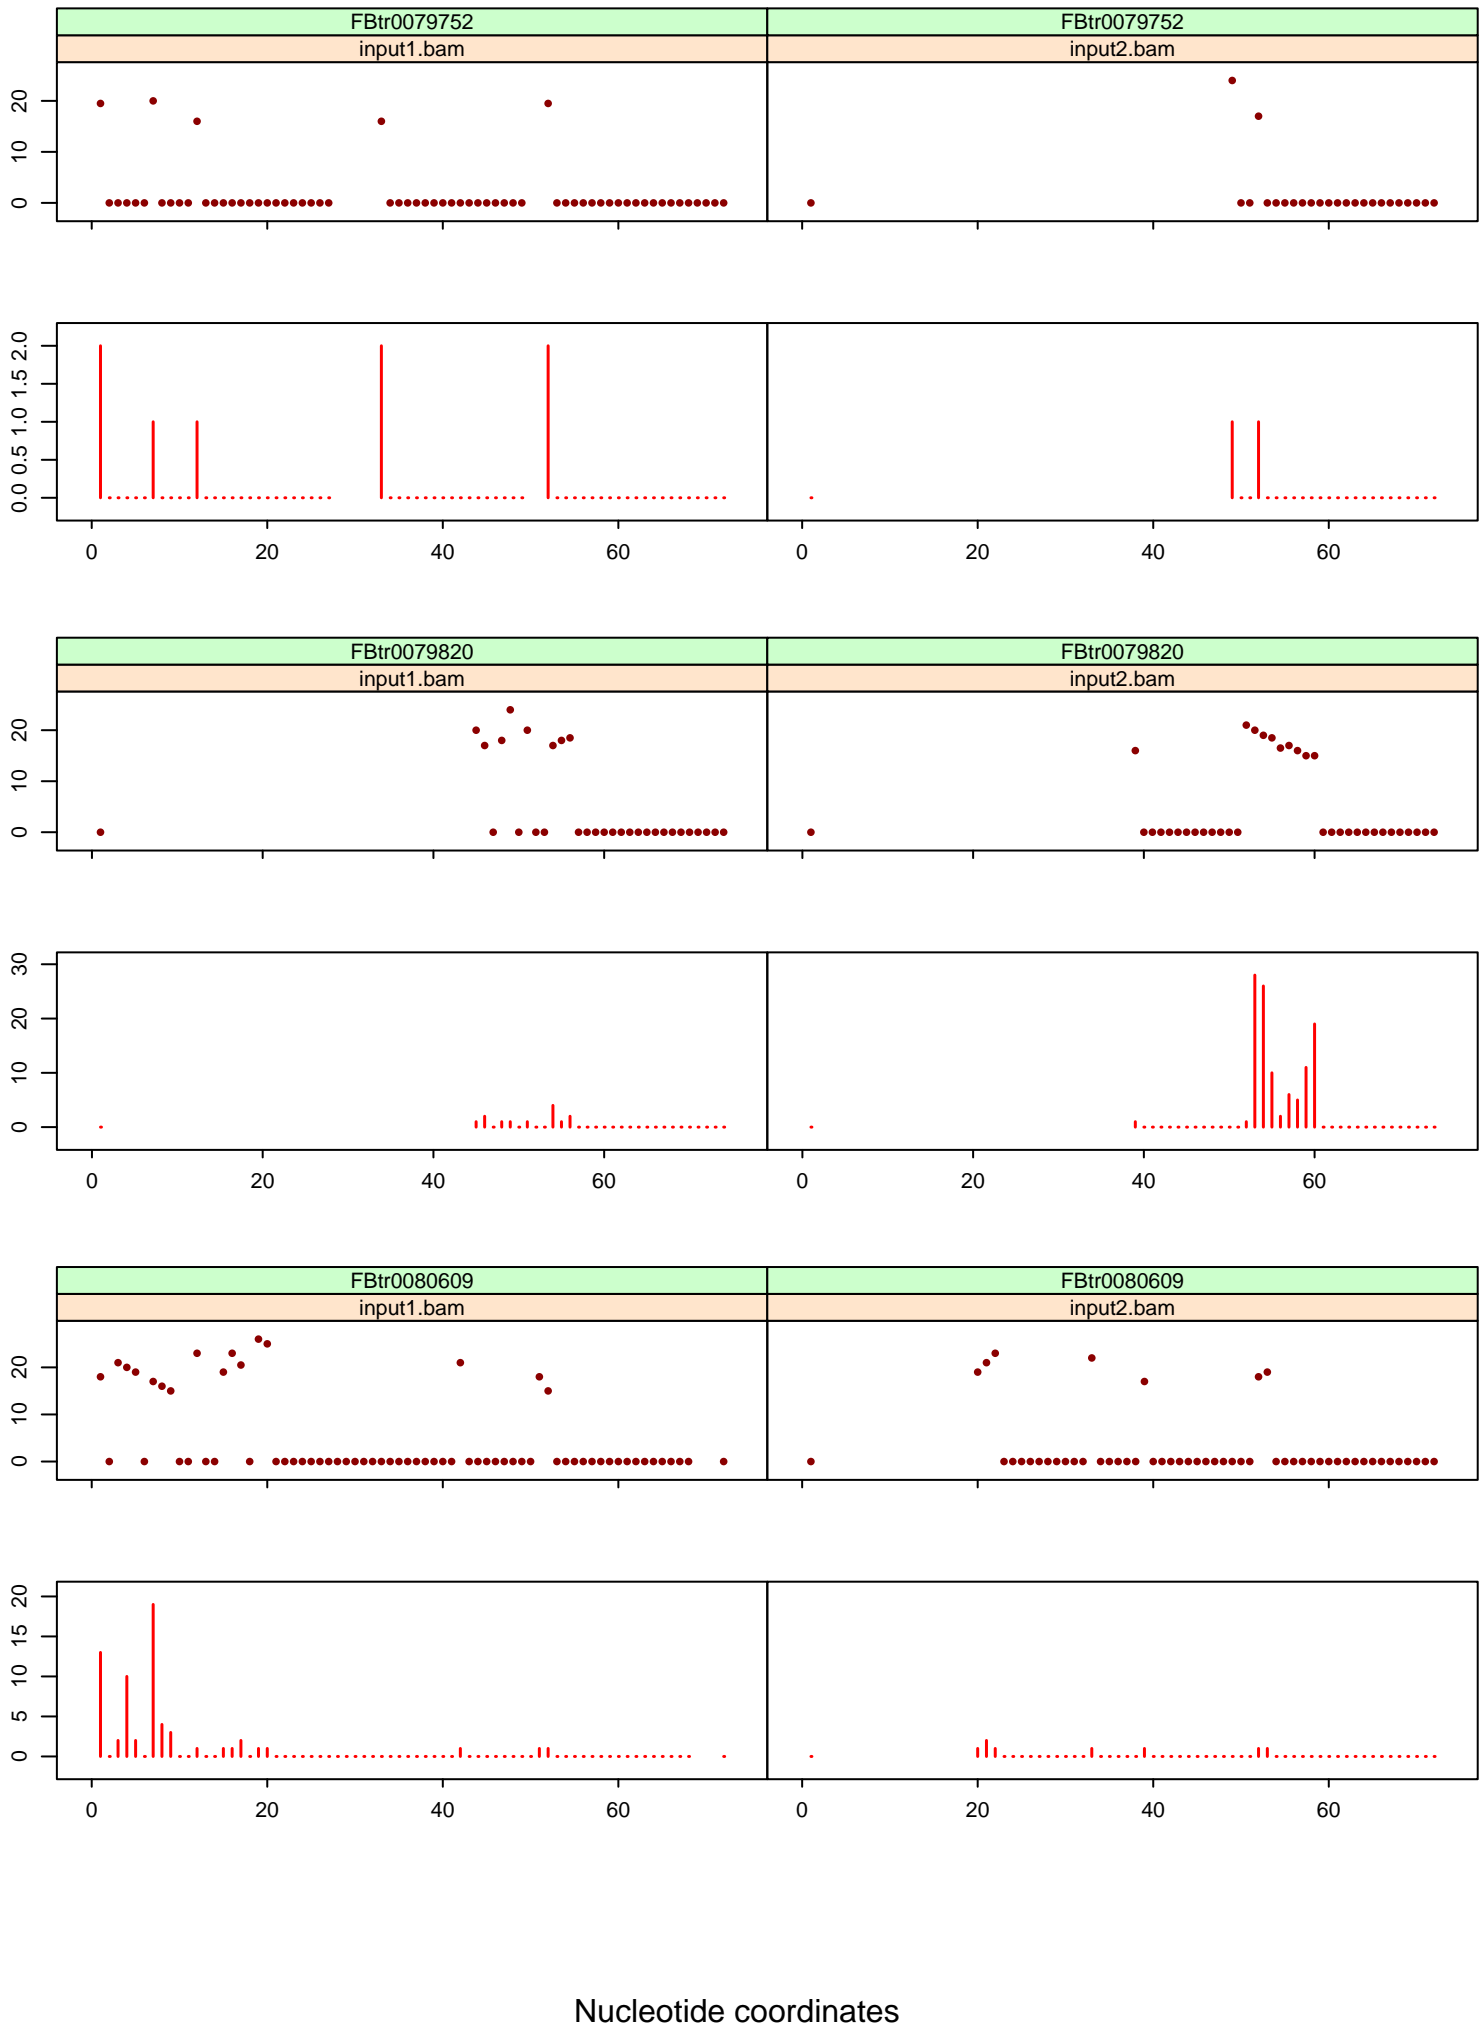 FBtr0079752 FBtr0079752
input1.bam input2.bam
20
10
0
2.0
1.5
1.0
0.5
0.0
0 20 40 60 0 20 40 60
FBtr0079820 FBtr0079820
input1.bam input2.bam
20
10
0
30
20
10
0
0 20 40 60 0 20 40 60
FBtr0080609 FBtr0080609
input1.bam input2.bam
20
10
0
20
15
10
5
0
0 20 40 60 0 20 40 60
Nucleotide coordinates